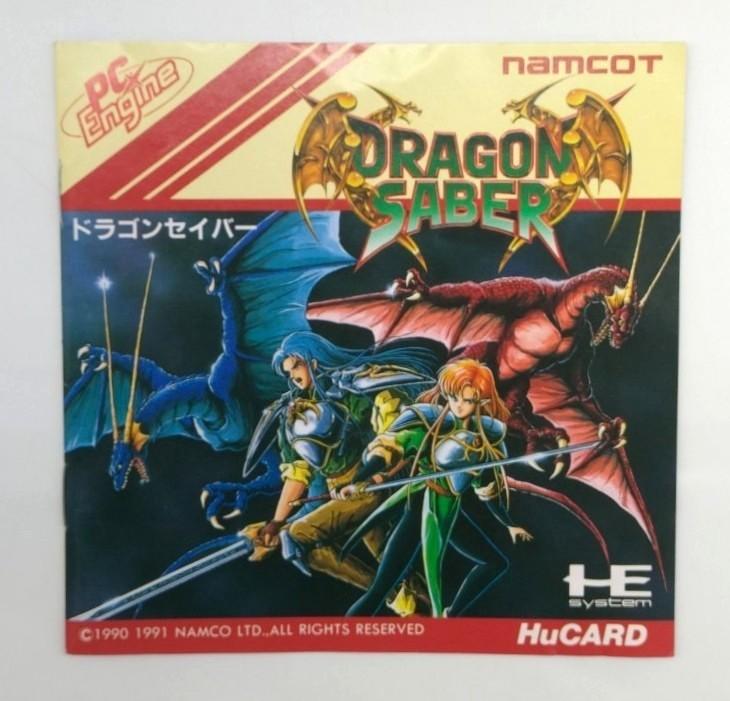 PC
Engine
namcoT
DRAGON
SABER
ドラゴンセイバー
HE
system
©1990 1991 NAMCO LTD.,ALL RIGHTS RESERVED
HuCARD